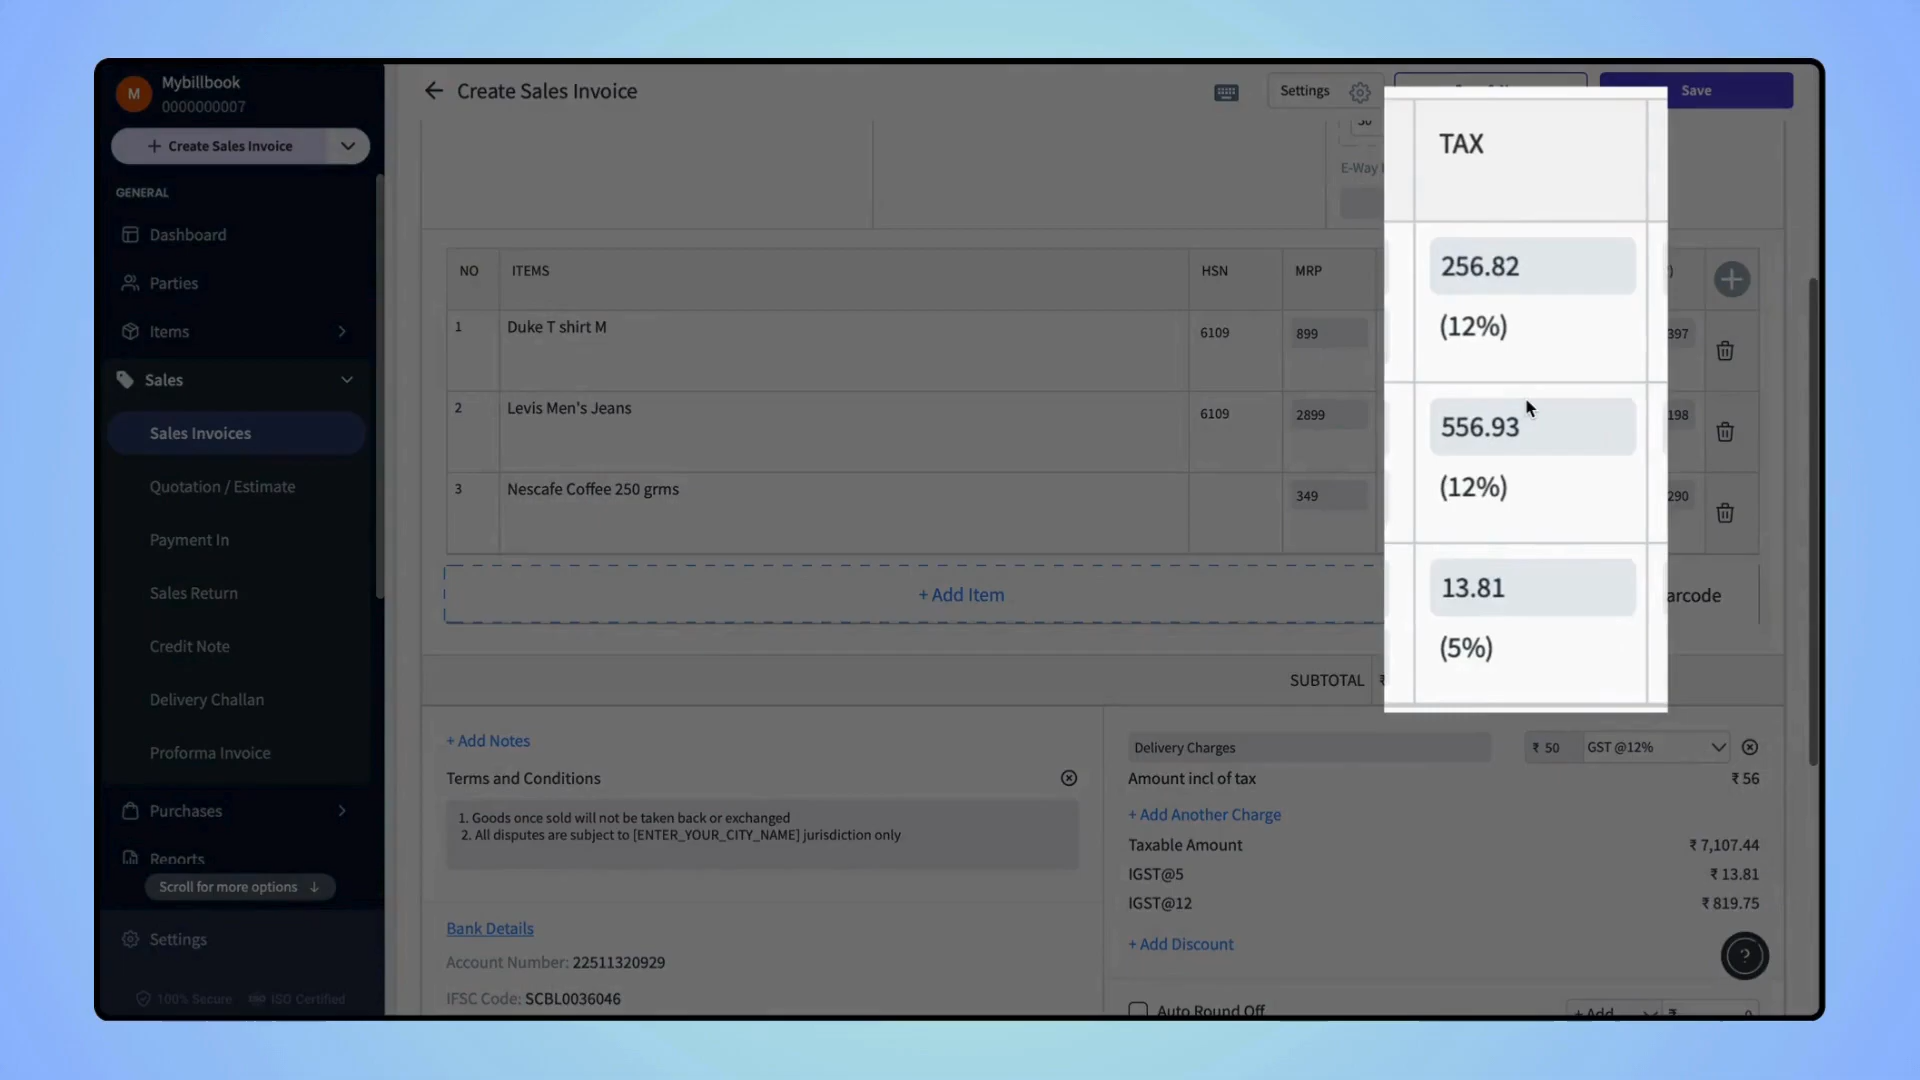 M
Mybillbook
0000000007
+ Create Sales Invoice
GENERAL
Dashboard
Parties
Items
Sales
Sales Invoices
Quotation / Estimate
Payment In
Sales Return
Credit Note
Delivery Challan
Proforma Invoice
Purchases
Reports
Scroll for more options ↓
Settings
100% Secure
ISO Certified
← Create Sales Invoice
Settings
Save
NO ITEMS HSN MRP TAX
1 Duke T shirt M 6109 899 256.82 (12%) 397
2 Levis Men's Jeans 6109 2899 556.93 (12%) 198
3 Nescafe Coffee 250 grms 349 13.81 (5%) 290
+ Add Item
arcode
SUBTOTAL ₹
+ Add Notes
Terms and Conditions
1. Goods once sold will not be taken back or exchanged
2. All disputes are subject to [ENTER_YOUR_CITY_NAME] jurisdiction only
Bank Details
Account Number: 22511320929
IFSC Code: SCBL0036046
Delivery Charges ₹ 50 GST @12%
Amount incl of tax ₹ 56
+ Add Another Charge
Taxable Amount ₹ 7,107.44
IGST@5 ₹ 13.81
IGST@12 ₹ 819.75
+ Add Discount
?
Auto Round Off + Add ₹ 0